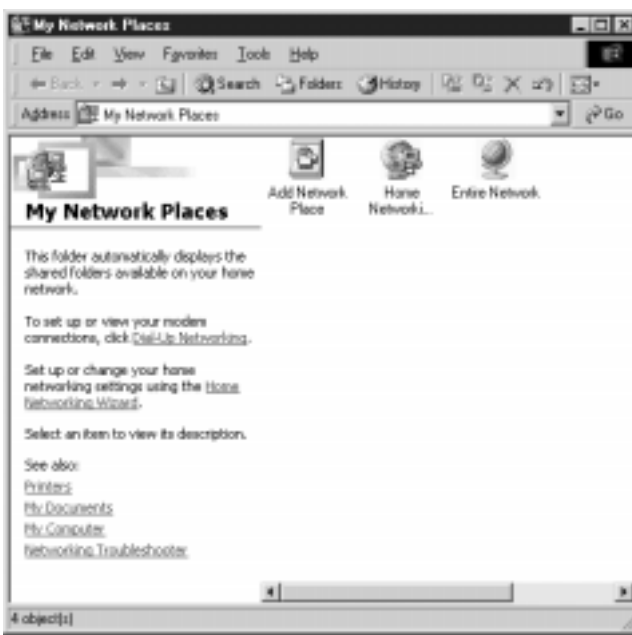 My Network Places
File Edit View Favorites Tools Help
Back Search Folders History
Address My Network Places Go
My Network Places
This folder automatically displays the
shared folders available on your home
network.
To set up or view your modem
connections, click Dial-Up Networking.
Set up or change your home
networking settings using the Home
Networking Wizard.
Select an item to view its description.
See also:
Printers
My Documents
My Computer
Networking Troubleshooter
Add Network
Place
Home
Networki...
Entire Network
4 object(s)